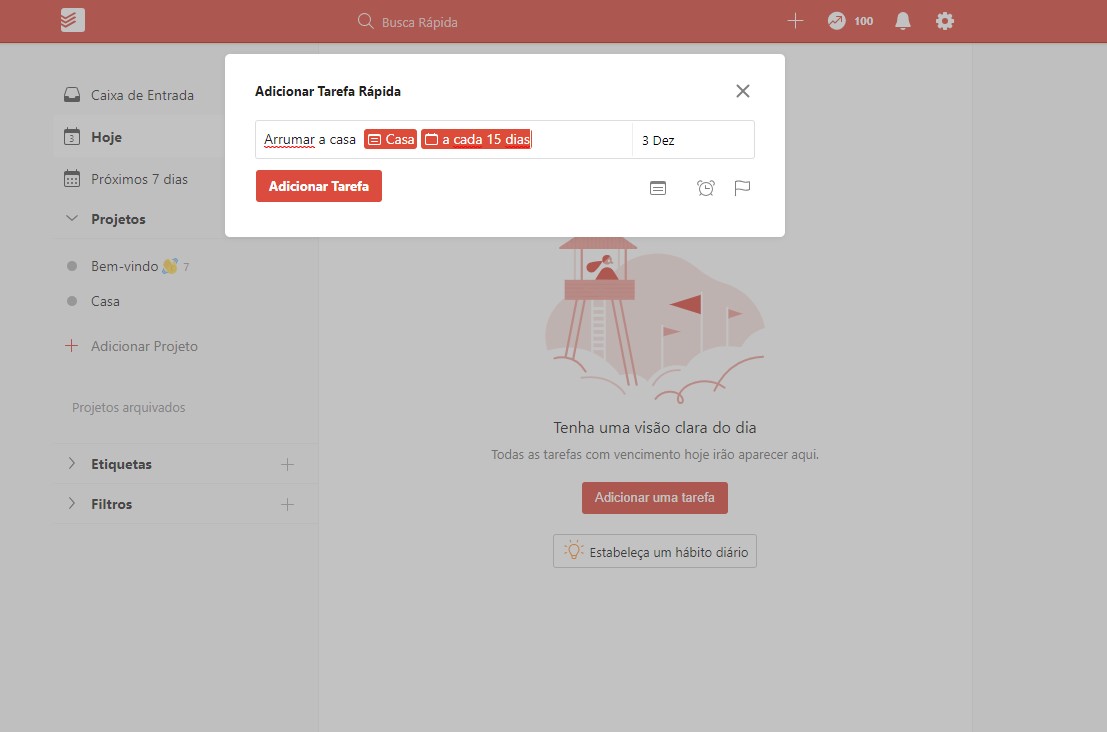 Busca Rápida
100
Adicionar Tarefa Rápida
Arrumar a casa Casa a cada 15 dias
3 Dez
Adicionar Tarefa
Caixa de Entrada
3 Hoje
Próximos 7 dias
Projetos
Bem-vindo 7
Casa
Adicionar Projeto
Projetos arquivados
Etiquetas
Filtros
Tenha uma visão clara do dia
Todas as tarefas com vencimento hoje irão aparecer aqui.
Adicionar uma tarefa
Estabeleça um hábito diário